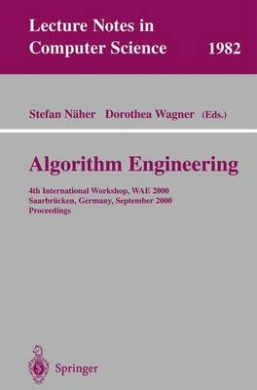 Lecture Notes in
Computer Science 1982
Stefan Näher Dorothea Wagner (Eds.)
Algorithm Engineering
4th International Workshop, WAE 2000
Saarbrücken, Germany, September 2000
Proceedings
Springer